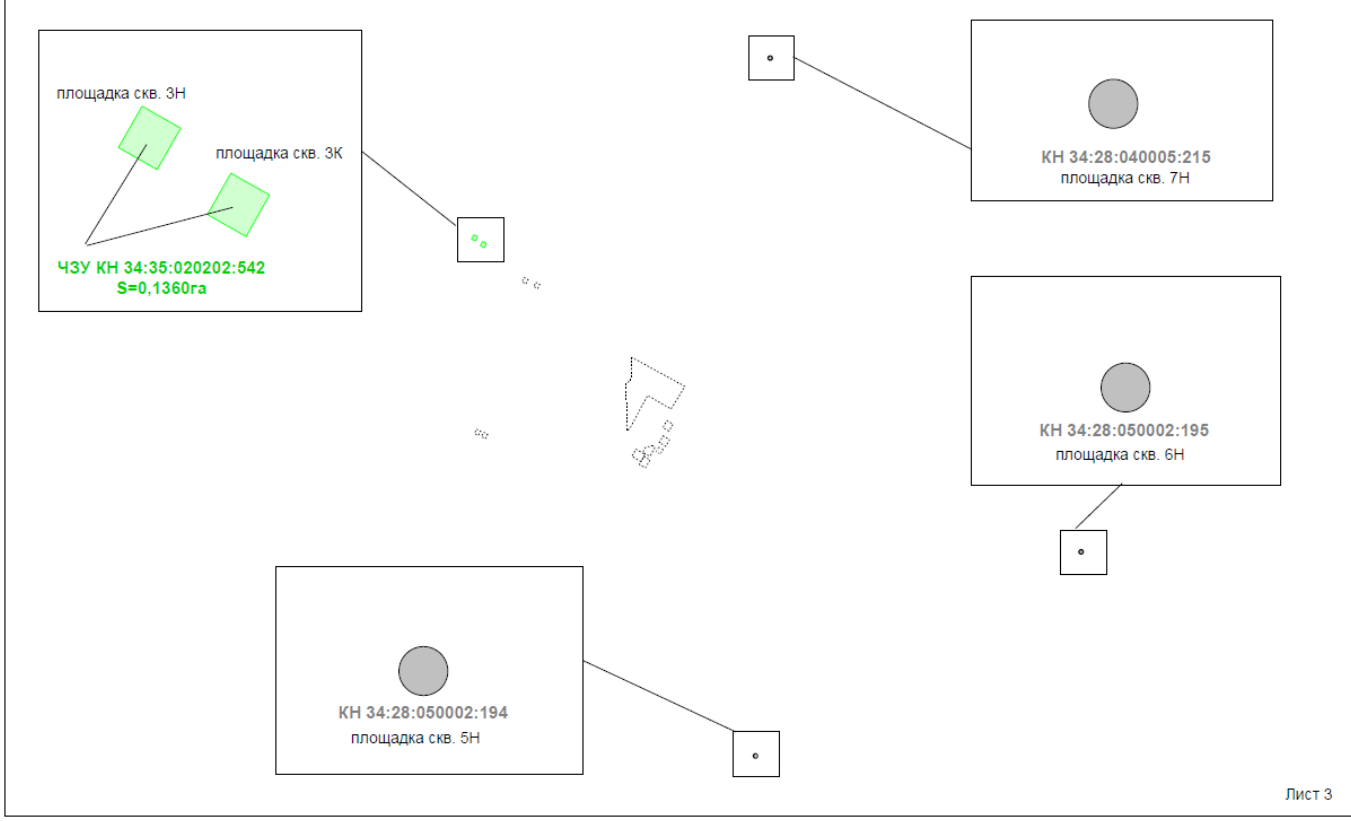 площадка скв. 3Н
площадка скв. 3К
ЧЗУ КН 34:35:020202:542
S=0,1360га
КН 34:28:040005:215
площадка скв. 7Н
КН 34:28:050002:195
площадка скв. 6Н
КН 34:28:050002:194
площадка скв. 5Н
Лист 3